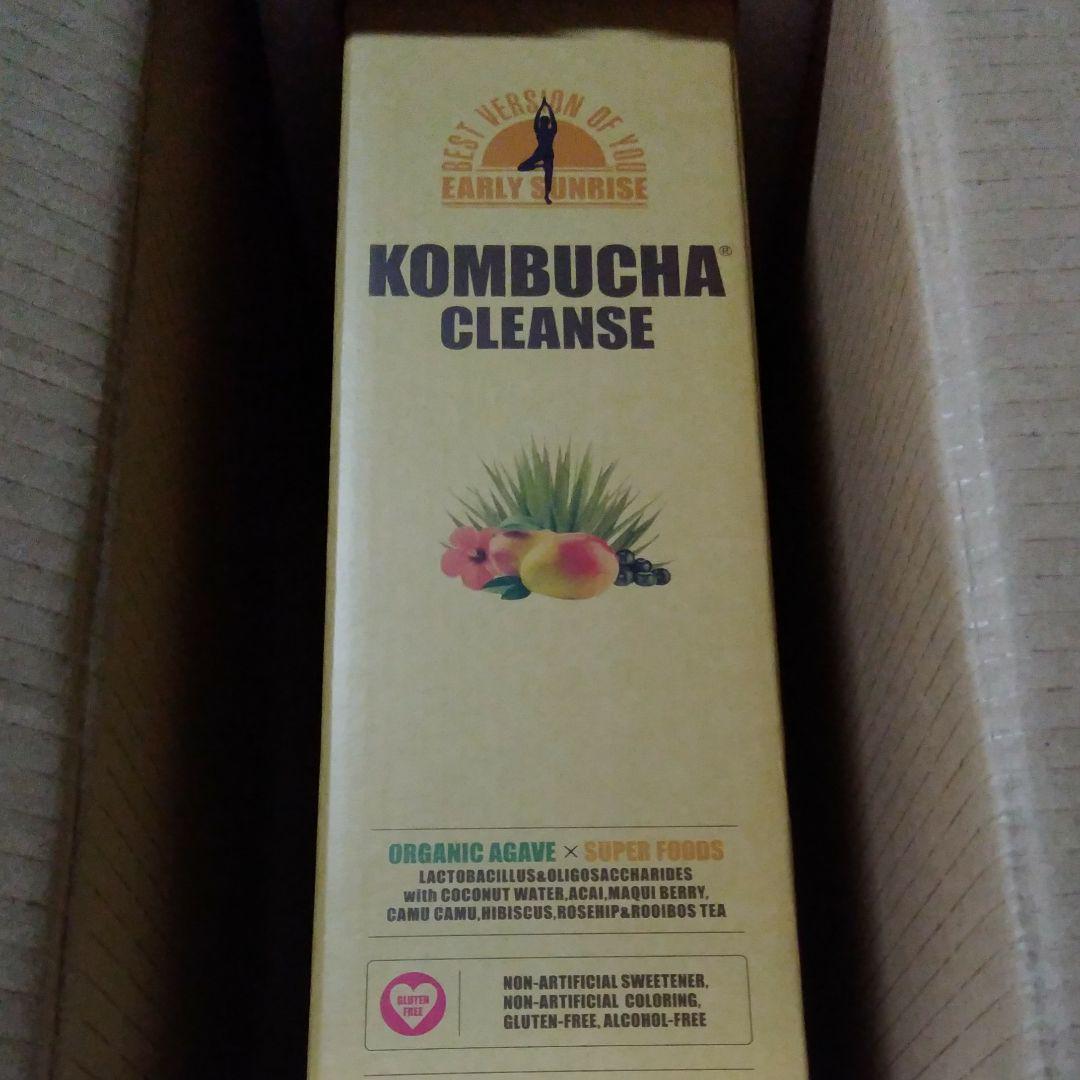 BEST VERSION OF YOU
EARLY SUNRISE
KOMBUCHA®
CLEANSE
ORGANIC AGAVE × SUPER FOODS
LACTOBACILLUS&OLIGOSACCHARIDES
with COCONUT WATER,ACAI,MAQUI BERRY,
CAMU CAMU,HIBISCUS,ROSEHIP&ROOIBOS TEA
GLUTEN
FREE
NON-ARTIFICIAL SWEETENER,
NON-ARTIFICIAL COLORING,
GLUTEN-FREE, ALCOHOL-FREE